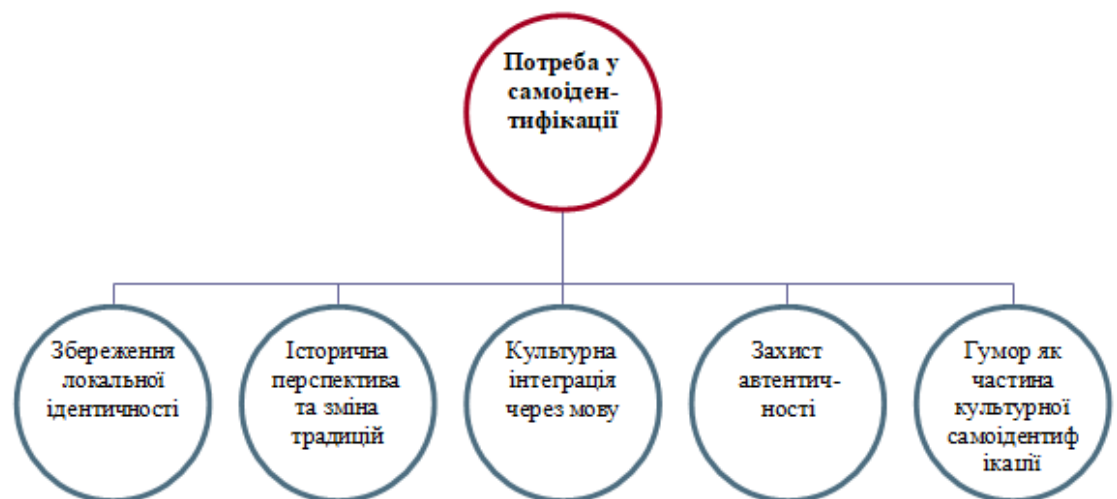 Потреба у
самоіден-
тифікації
Збереження
локальної
ідентичності
Історична
перспектива
та зміна
традицій
Культурна
інтеграція
через мову
Захист
автентич-
ності
Гумор як
частина
культурної
самоідентиф
ікації